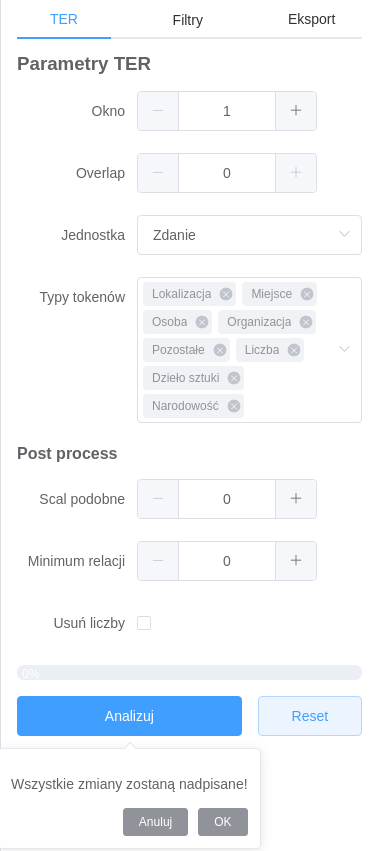 TER Filtry Eksport
Parametry TER
Okno 1
Overlap 0
Jednostka Zdanie
Typy tokenów Lokalizacja Miejsce
Osoba Organizacja
Pozostałe Liczba
Dzieło sztuki
Narodowość
Post process
Scal podobne 0
Minimum relacji 0
Usuń liczby
0%
Analizuj Reset
Wszystkie zmiany zostaną nadpisane!
Anuluj OK